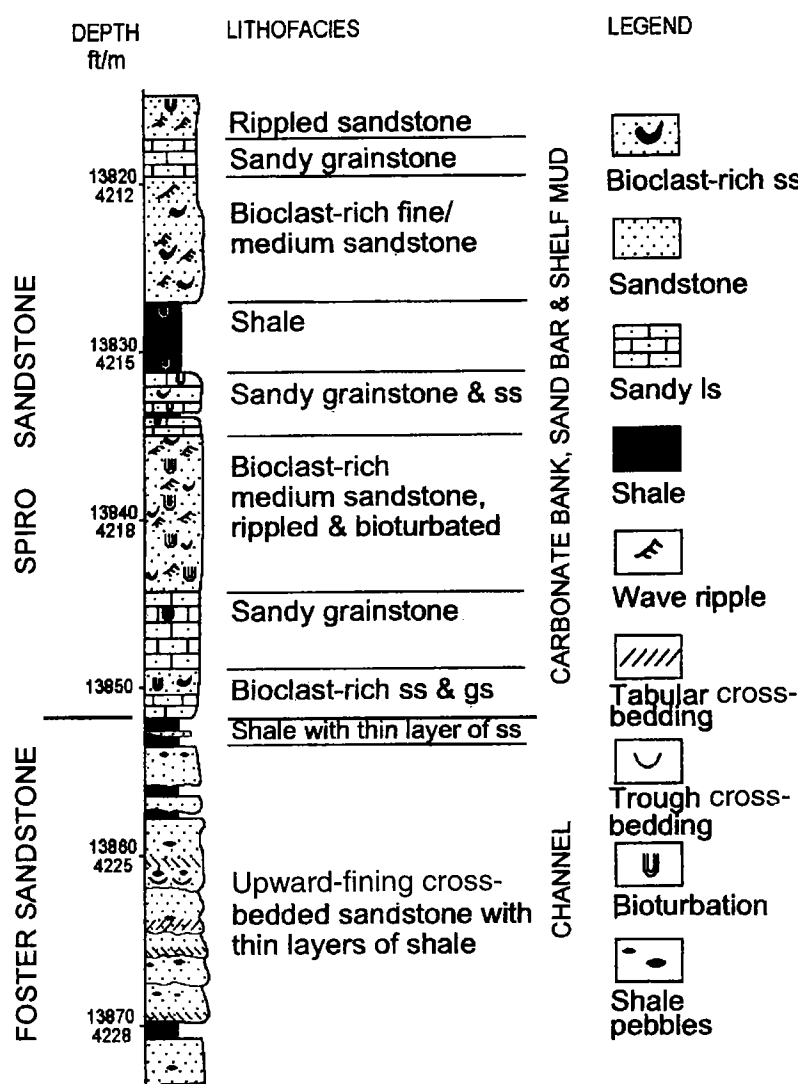 DEPTH
ft/m
LITHOFACIES
LEGEND
13820
4212
13830
4215
13840
4218
13850
13860
4225
13870
4228
SPIRO SANDSTONE
FOSTER SANDSTONE
Rippled sandstone
Sandy grainstone
Bioclast-rich fine/
medium sandstone
Shale
Sandy grainstone & ss
Bioclast-rich
medium sandstone,
rippled & bioturbated
Sandy grainstone
Bioclast-rich ss & gs
Shale with thin layer of ss
Upward-fining cross-
bedded sandstone with
thin layers of shale
CARBONATE BANK, SAND BAR & SHELF MUD
CHANNEL
Bioclast-rich ss
Sandstone
Sandy ls
Shale
Wave ripple
Tabular cross-
bedding
Trough cross-
bedding
Bioturbation
Shale
pebbles